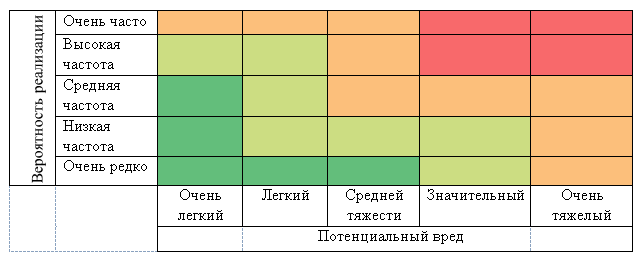 Вероятность реализации
Очень часто
Высокая
частота
Средняя
частота
Низкая
частота
Очень редко
Очень
легкий
Легкий
Средней
тяжести
Значительный
Очень
тяжелый
Потенциальный вред